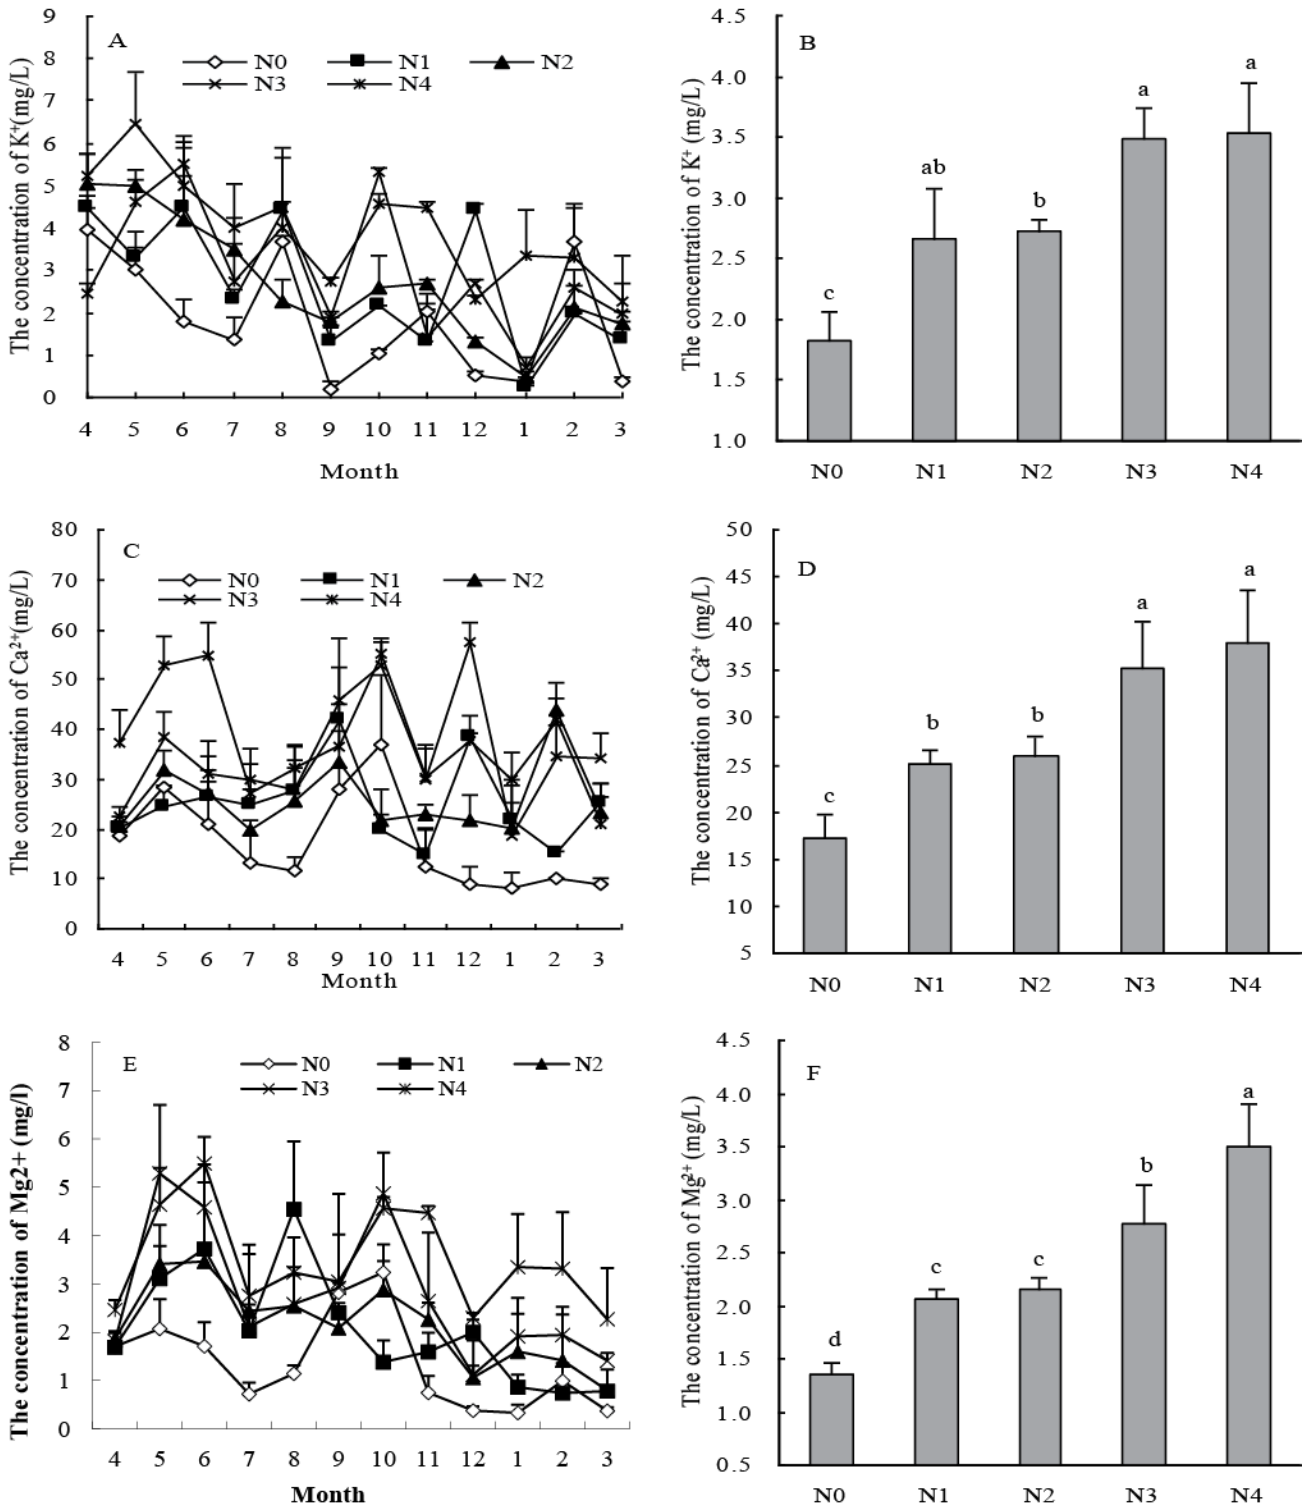 A
N0 N1 N2
N3 N4
The concentration of K⁺(mg/L)
9
8
7
6
5
4
3
2
1
0
4 5 6 7 8 9 10 11 12 1 2 3
Month
B
The concentration of K⁺ (mg/L)
4.5
4.0
3.5
3.0
2.5
2.0
1.5
1.0
c ab b a a
N0 N1 N2 N3 N4
C
N0 N1 N2
N3 N4
The concentration of Ca²⁺(mg/L)
80
70
60
50
40
30
20
10
0
4 5 6 7 8 9 10 11 12 1 2 3
Month
D
The concentration of Ca²⁺ (mg/L)
50
45
40
35
30
25
20
15
10
5
c b b a a
N0 N1 N2 N3 N4
E
N0 N1 N2
N3 N4
The concentration of Mg2+ (mg/l)
8
7
6
5
4
3
2
1
0
4 5 6 7 8 9 10 11 12 1 2 3
Month
F
The concentration of Mg²⁺ (mg/L)
4.5
4.0
3.5
3.0
2.5
2.0
1.5
1.0
0.5
d c c b a
N0 N1 N2 N3 N4